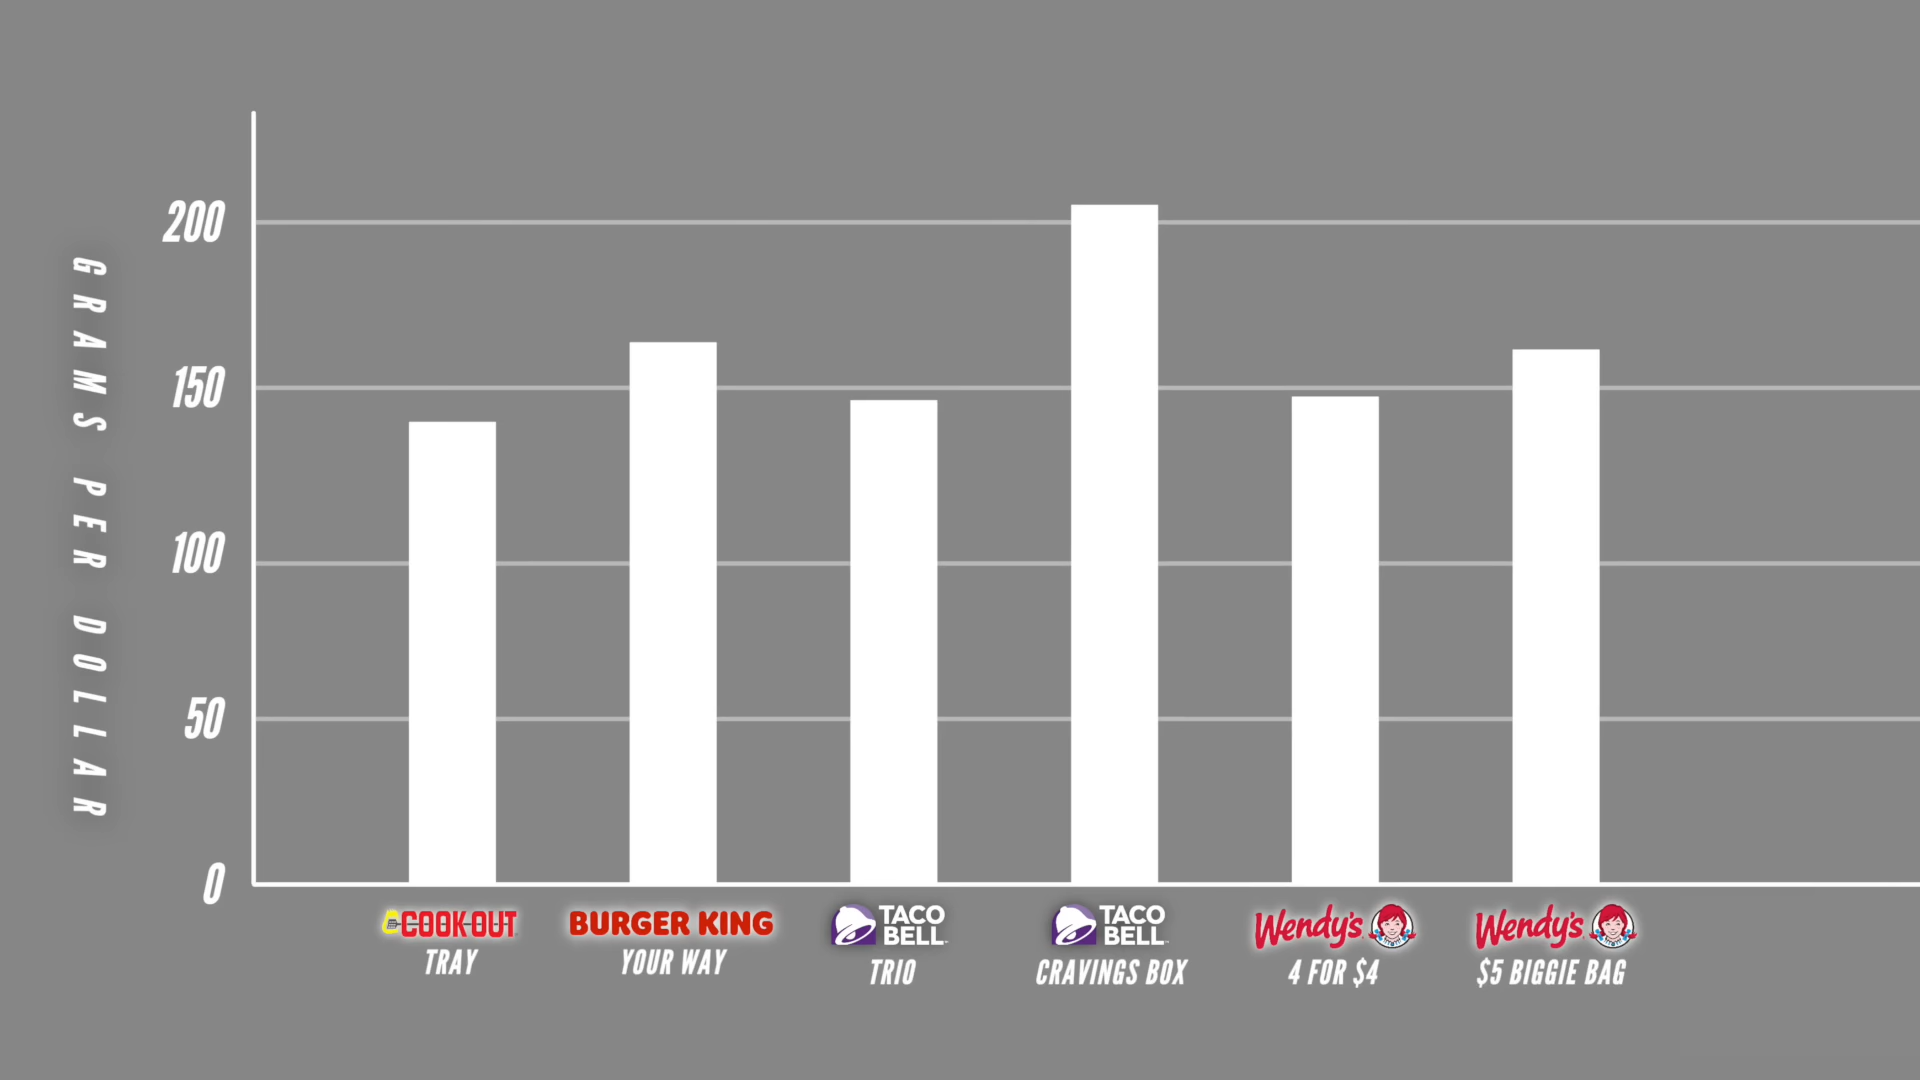 GRAMS PER DOLLAR
200
150
100
50
0
COOK-OUT
TRAY
BURGER KING
YOUR WAY
TACO
BELL
TRIO
TACO
BELL
CRAVINGS BOX
Wendy's
4 FOR $4
Wendy's
$5 BIGGIE BAG